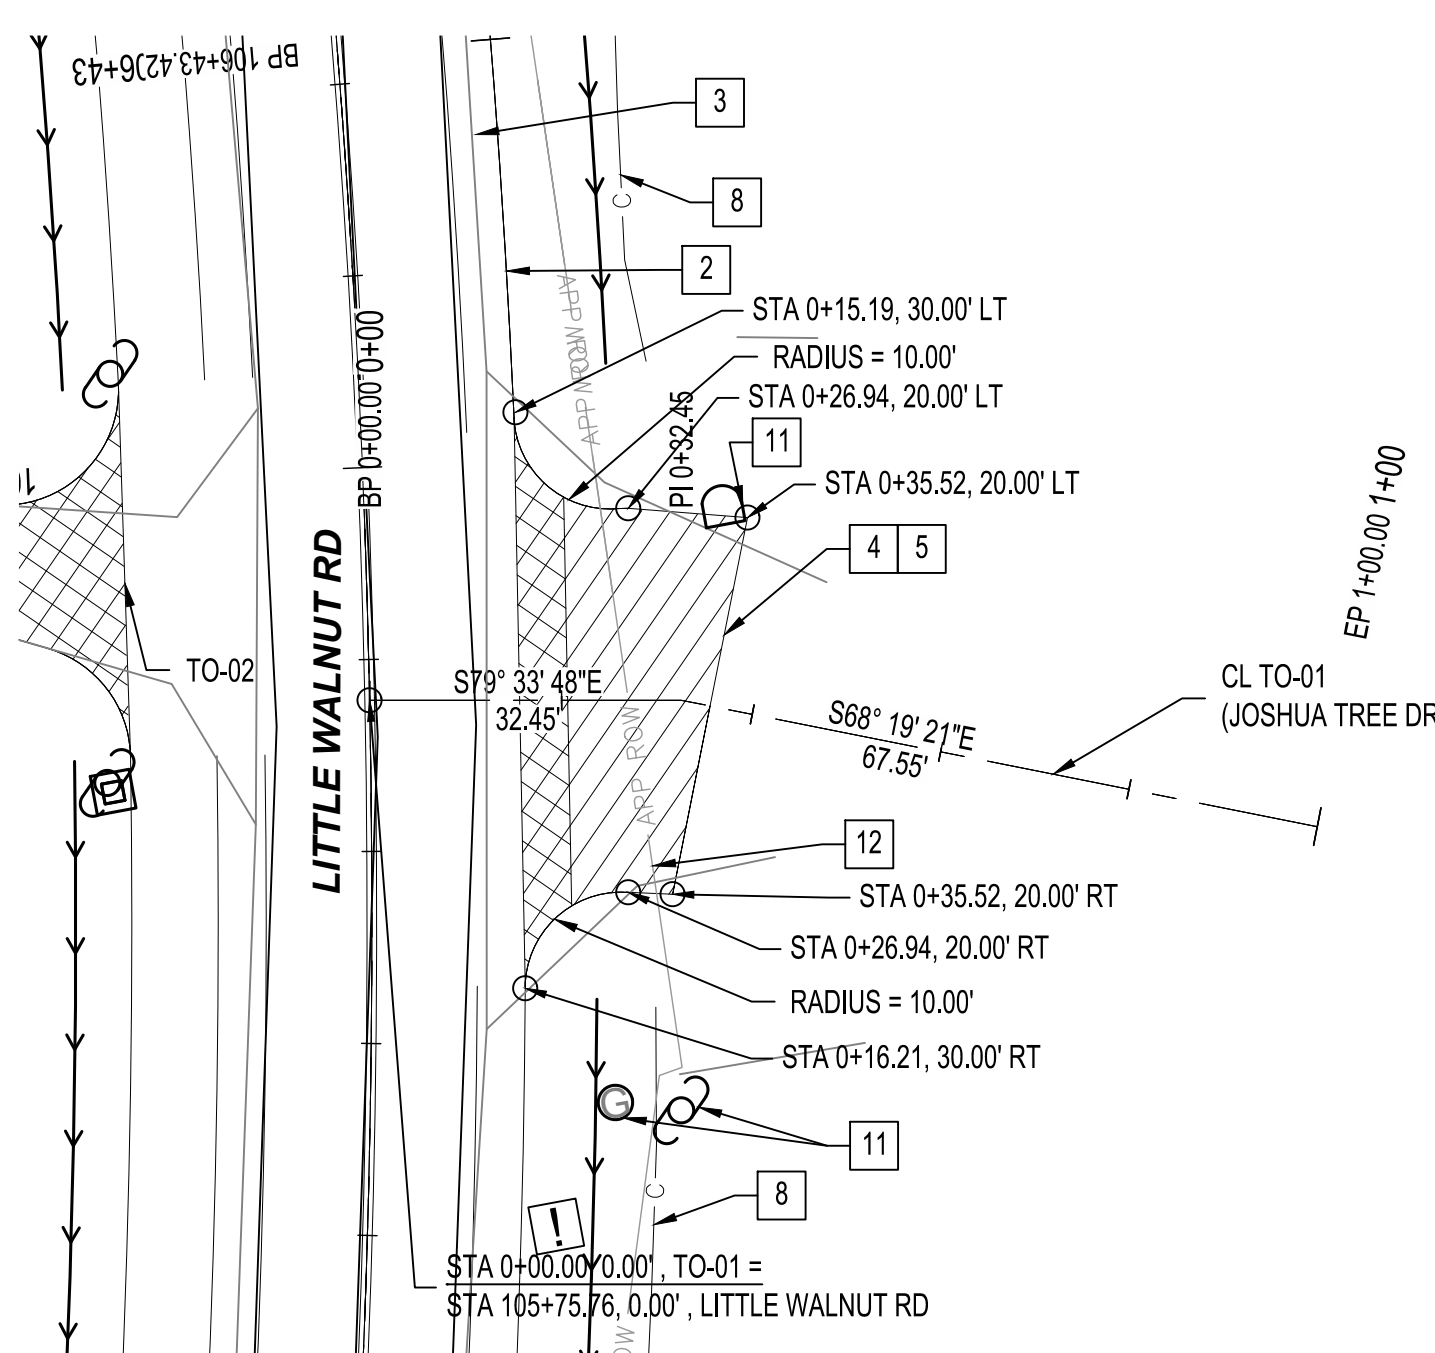 BP 106+43.42)6+43
3
8
C
2
STA 0+15.19, 30.00' LT
RADIUS = 10.00'
STA 0+26.94, 20.00' LT
11
STA 0+35.52, 20.00' LT
4 5
APP ROW
BP 0+00.00 0+00
PI 0+32.45
EP 1+00.00 1+00
LITTLE WALNUT RD
TO-02
S79° 33' 48"E
32.45'
S68° 19' 21"E
67.55'
CL TO-01
(JOSHUA TREE DR
APP ROW
12
STA 0+35.52, 20.00' RT
STA 0+26.94, 20.00' RT
RADIUS = 10.00'
STA 0+16.21, 30.00' RT
G
11
C
8
!
STA 0+00.00, 0.00' , TO-01 =
STA 105+75.76, 0.00' , LITTLE WALNUT RD
OW